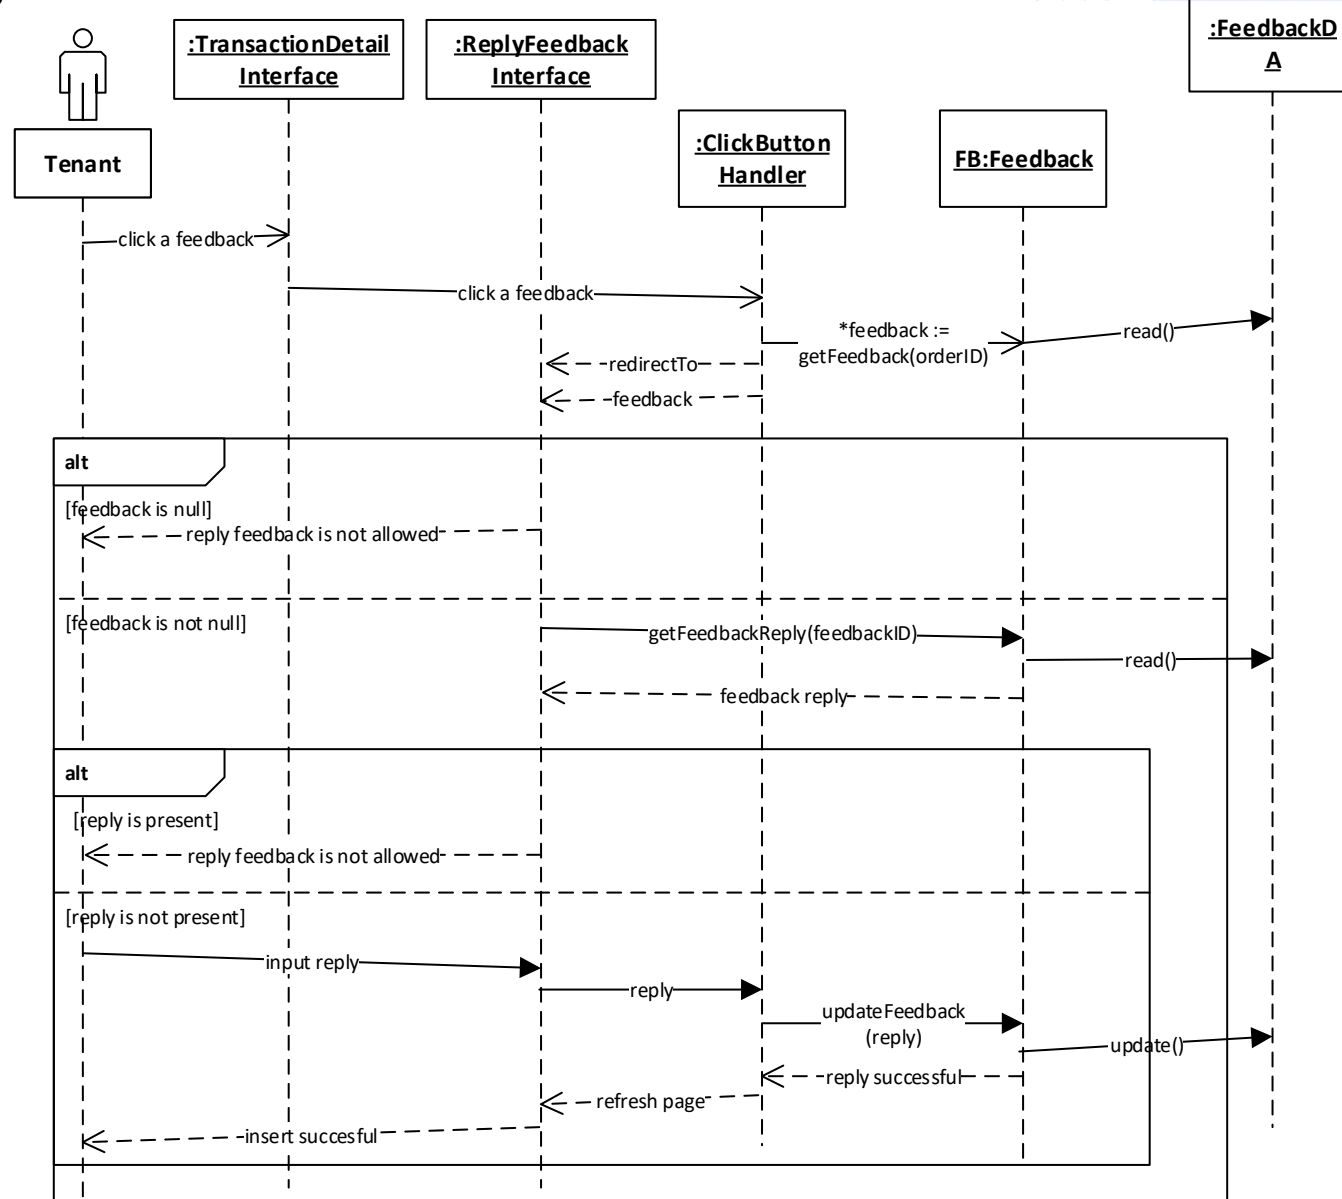 :TransactionDetail
Interface
:ReplyFeedback
Interface
:FeedbackD
A
Tenant
:ClickButton
Handler
FB:Feedback
click a feedback
click a feedback
*feedback :=
getFeedback(orderID)
read()
redirectTo
feedback
alt
[feedback is null]
reply feedback is not allowed
[feedback is not null]
getFeedbackReply(feedbackID)
read()
feedback reply
alt
[reply is present]
reply feedback is not allowed
[reply is not present]
input reply
reply
updateFeedback
(reply)
update()
reply successful
refresh page
insert succesful